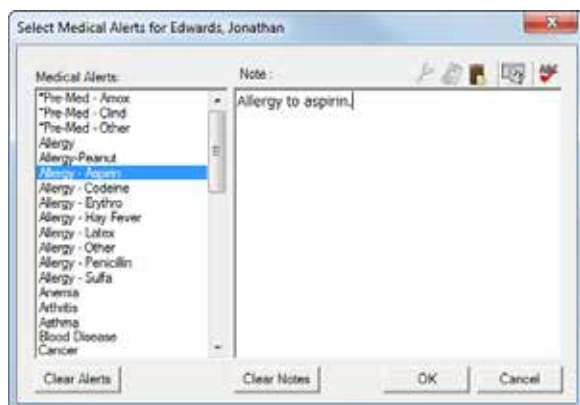 Select Medical Alerts for Edwards, Jonathan
Medical Alerts:
Note :
*Pre-Med - Amox
*Pre-Med - Clind
*Pre-Med - Other
Allergy
Allergy-Peanut
Allergy - Aspirin
Allergy - Codeine
Allergy - Erythro
Allergy - Hay Fever
Allergy - Latex
Allergy - Other
Allergy - Penicillin
Allergy - Sulfa
Anemia
Arthritis
Asthma
Blood Disease
Cancer
Allergy to aspirin.
Clear Alerts
Clear Notes
OK
Cancel